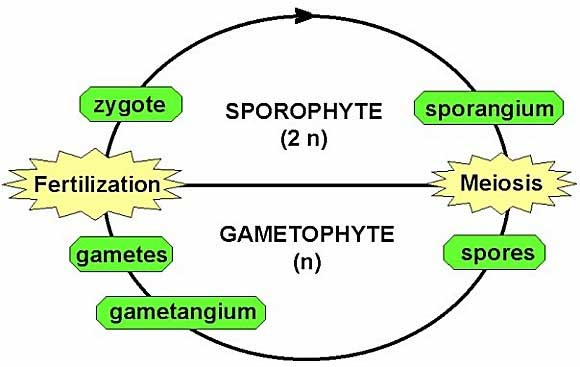 zygote
SPOROPHYTE
(2 n)
sporangium
Fertilization
Meiosis
gametes
GAMETOPHYTE
(n)
spores
gametangium